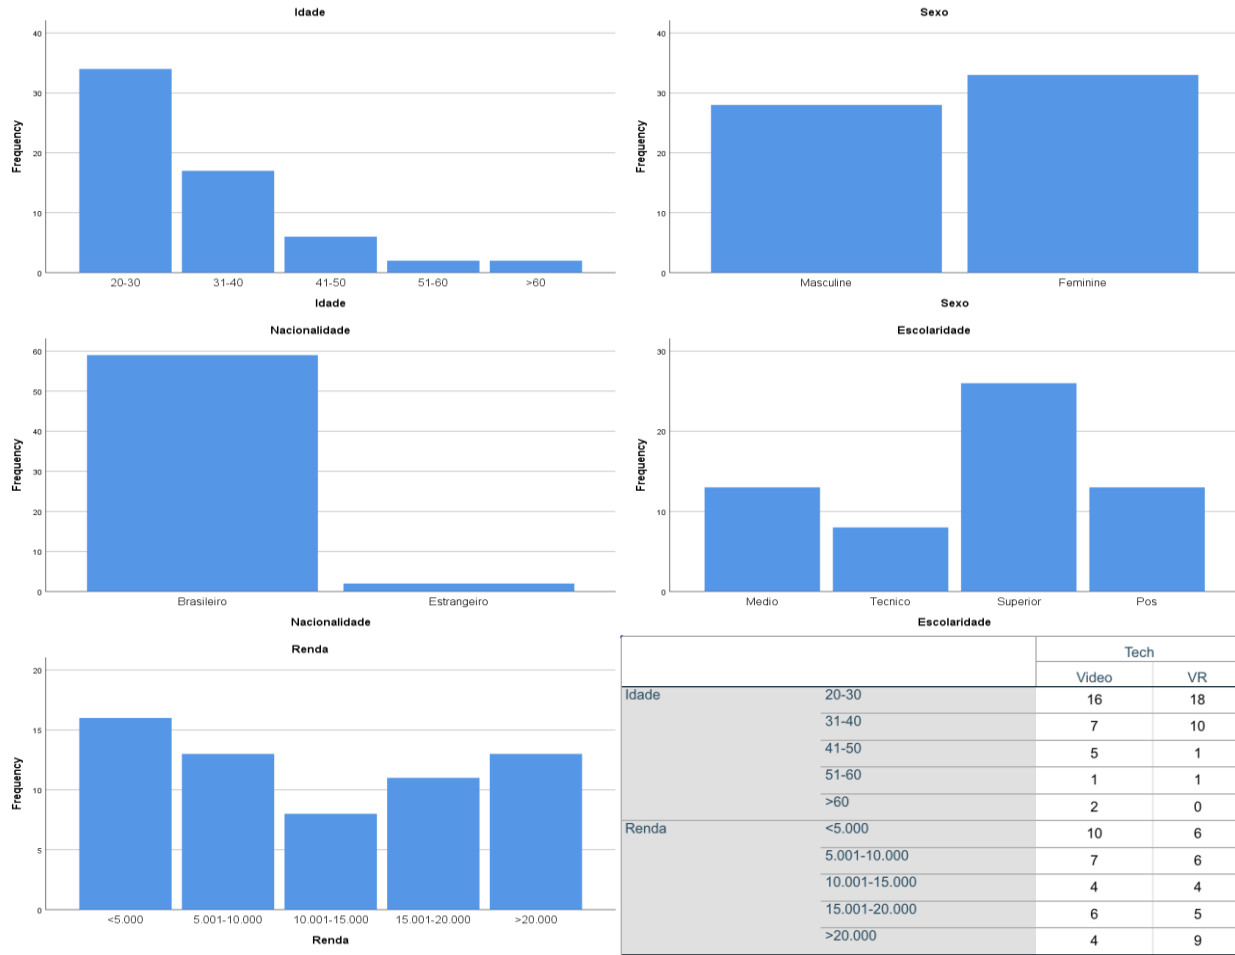 Idade
40
30
20
10
0
Frequency
20-30 31-40 41-50 51-60 >60
Idade
Sexo
40
30
20
10
0
Frequency
Masculine Feminine
Sexo
Nacionalidade
60
50
40
30
20
10
0
Frequency
Brasileiro Estrangeiro
Nacionalidade
Escolaridade
30
20
10
0
Frequency
Medio Tecnico Superior Pos
Escolaridade
Renda
20
15
10
5
0
Frequency
<5.000 5.001-10.000 10.001-15.000 15.001-20.000 >20.000
Renda
Tech
Video VR
Idade 20-30 16 18
31-40 7 10
41-50 5 1
51-60 1 1
>60 2 0
Renda <5.000 10 6
5.001-10.000 7 6
10.001-15.000 4 4
15.001-20.000 6 5
>20.000 4 9